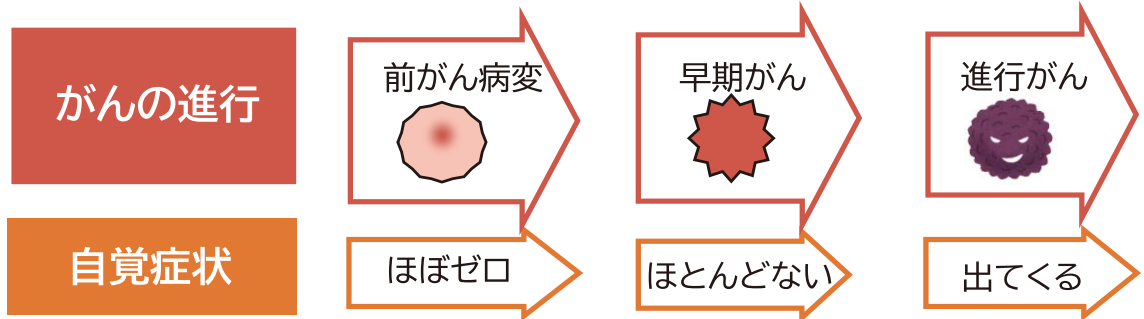 がんの進行
前がん病変
早期がん
進行がん
自覚症状
ほぼゼロ
ほとんどない
出てくる